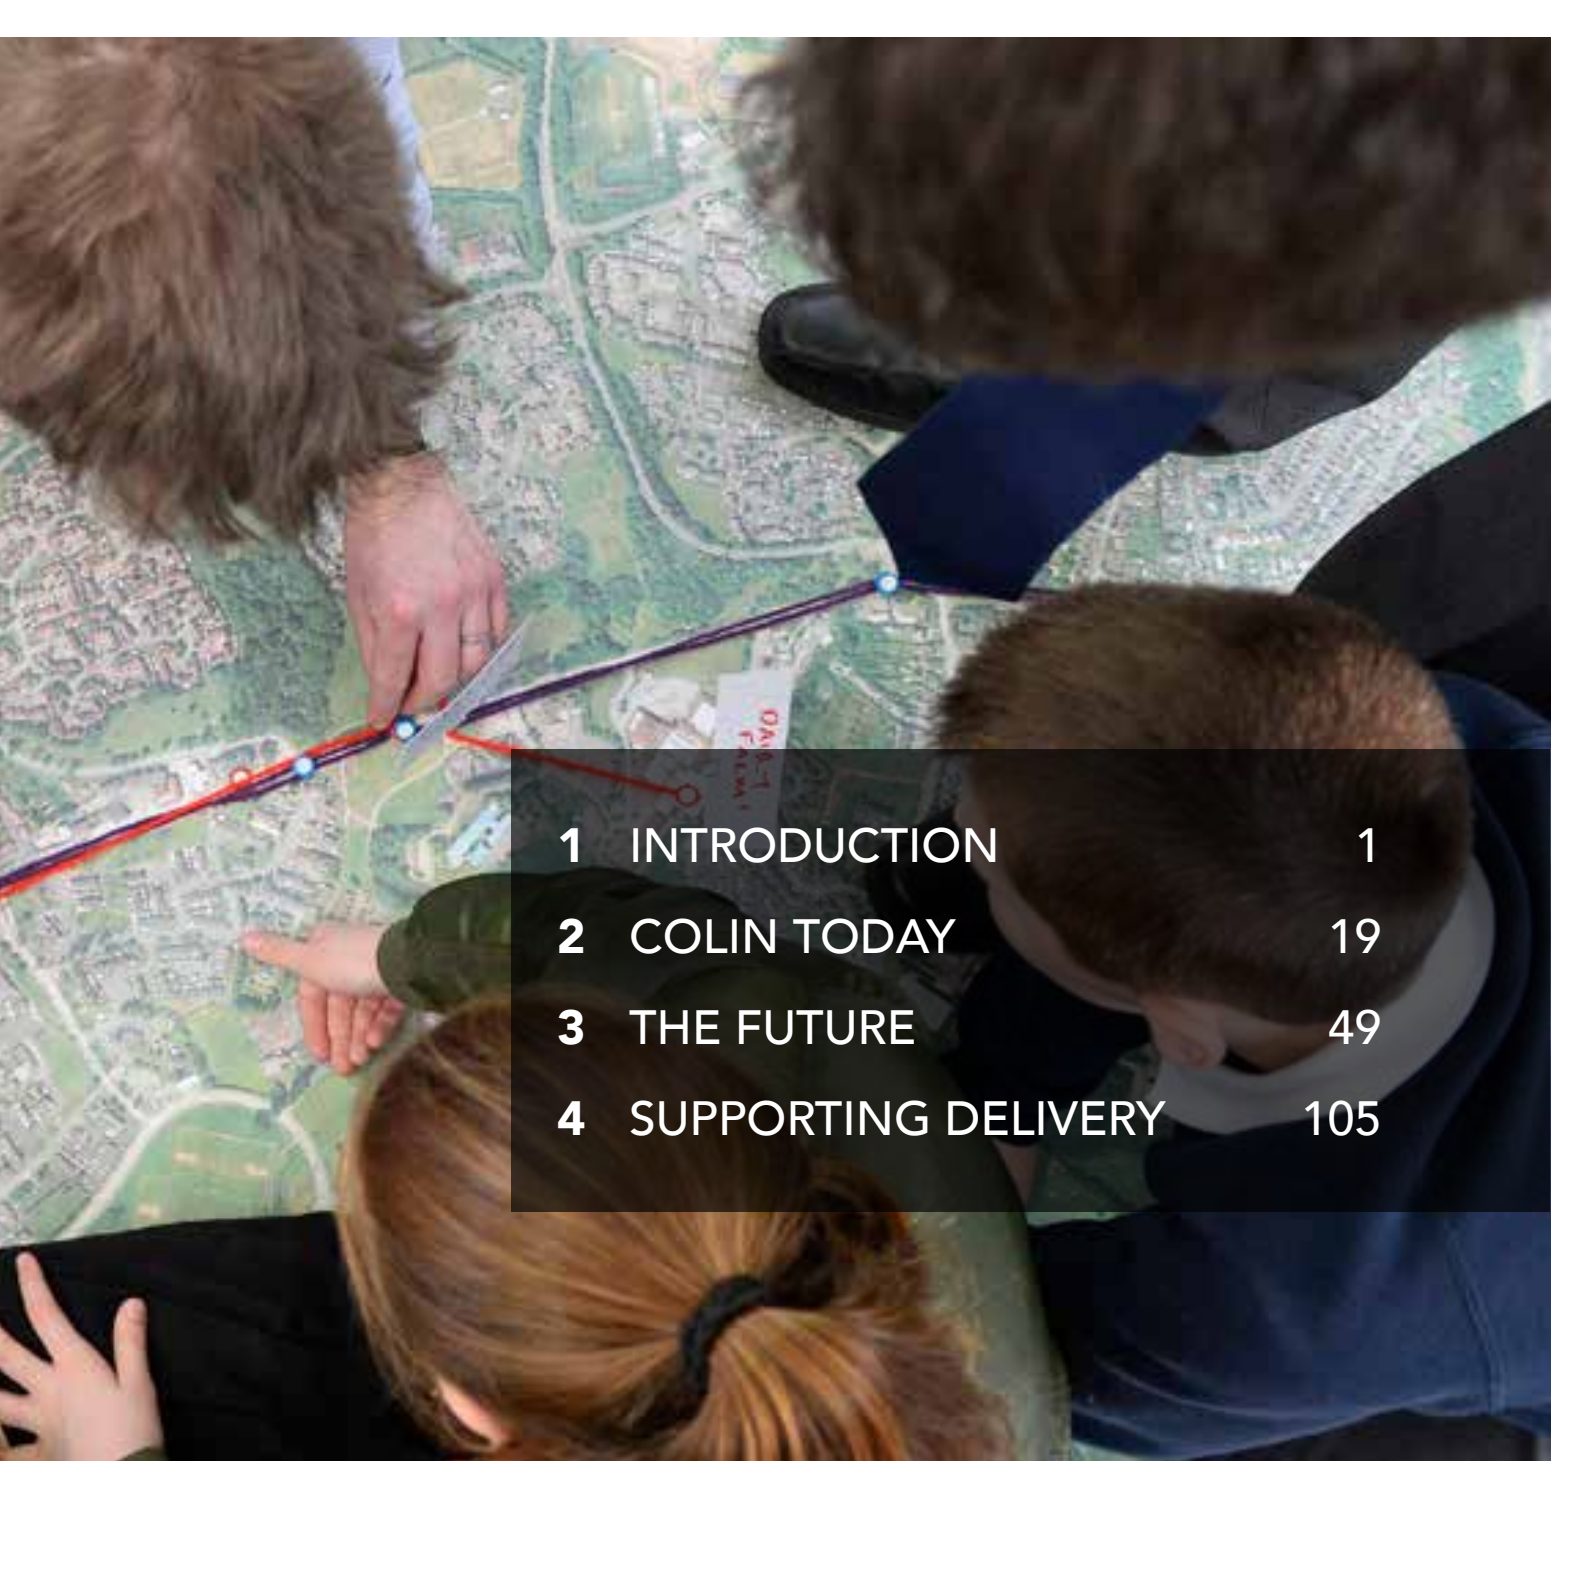 1 INTRODUCTION 1
2 COLIN TODAY 19
3 THE FUTURE 49
4 SUPPORTING DELIVERY 105